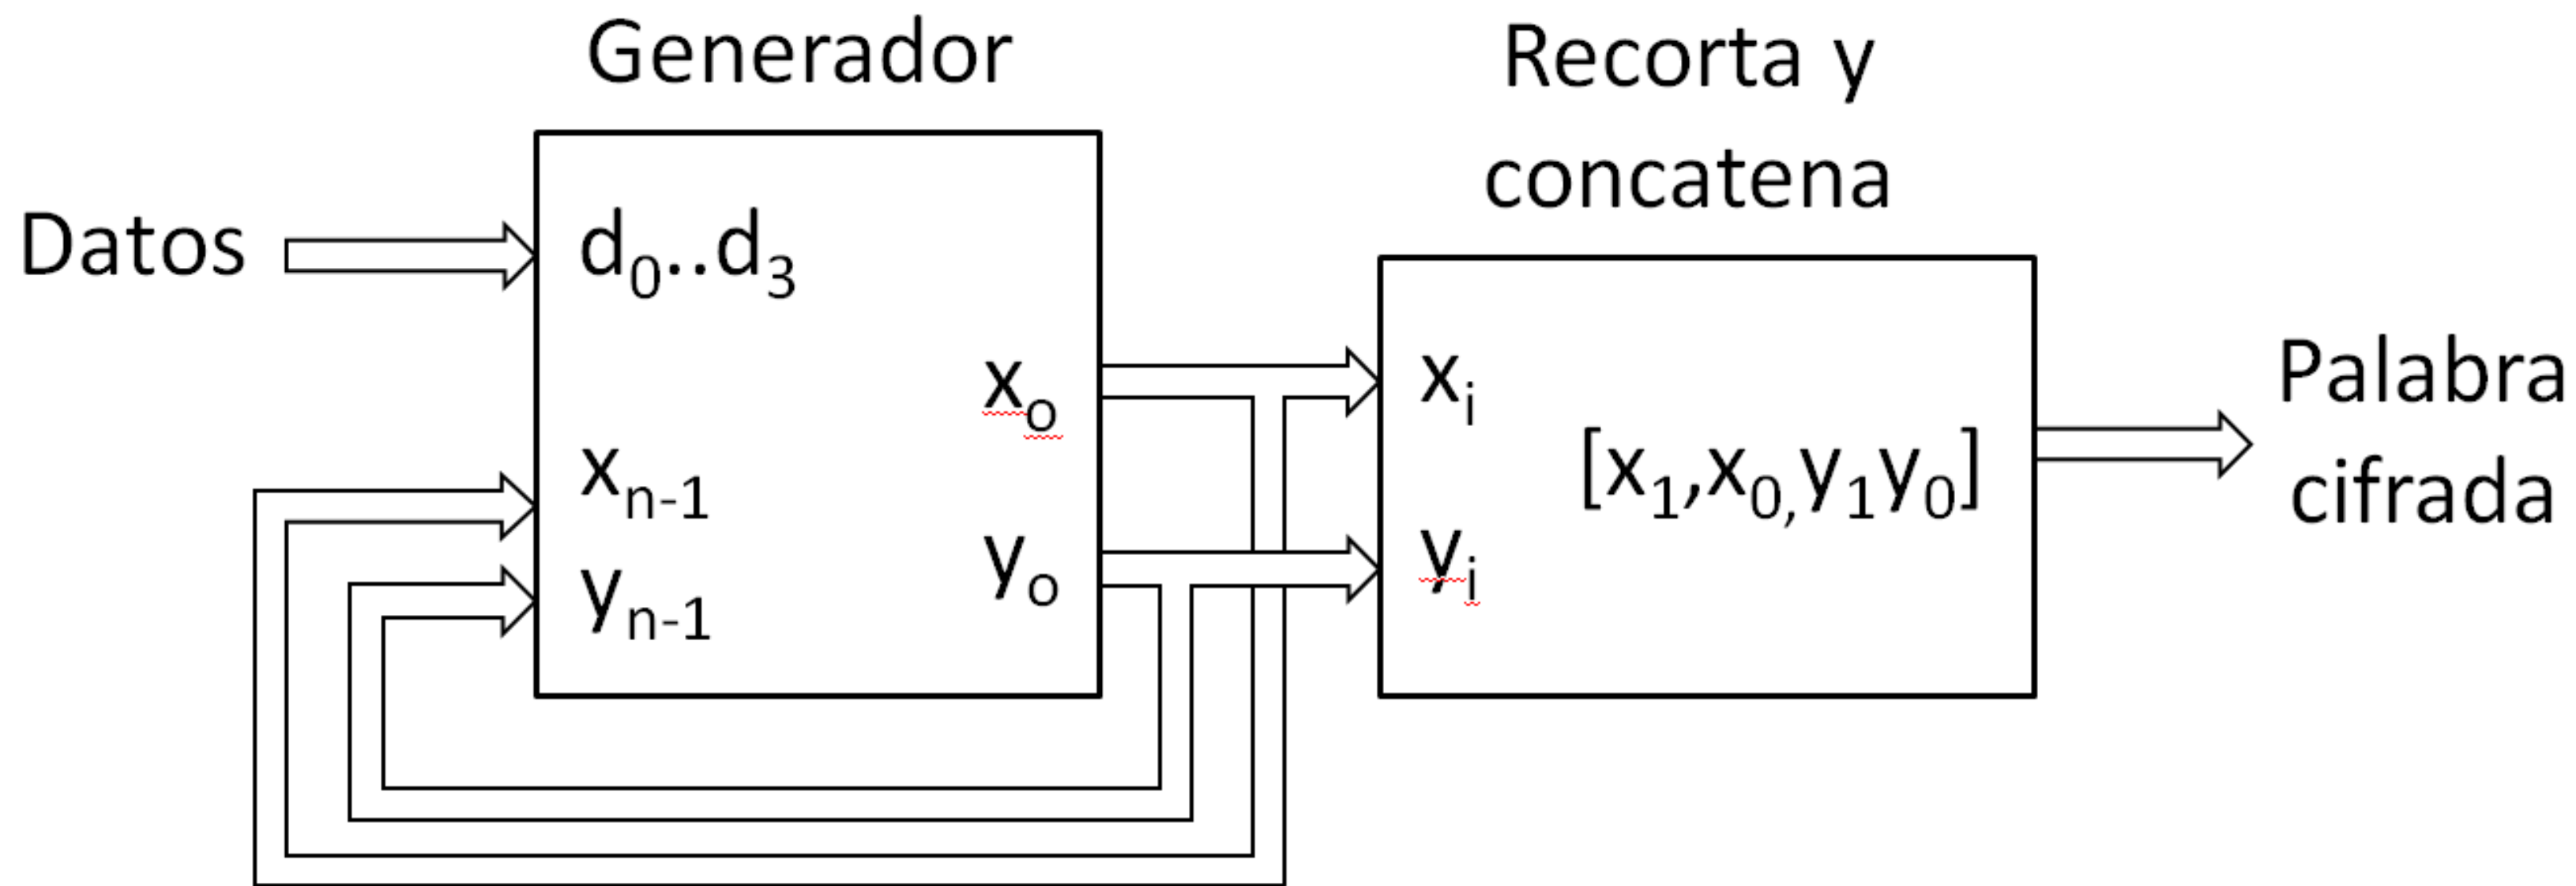 Generador
Recorta y
concatena
Datos
d₀..d₃
xₒ
xₙ₋₁
yₒ
yₙ₋₁
xᵢ
[x₁,x₀,y₁y₀]
yᵢ
Palabra
cifrada